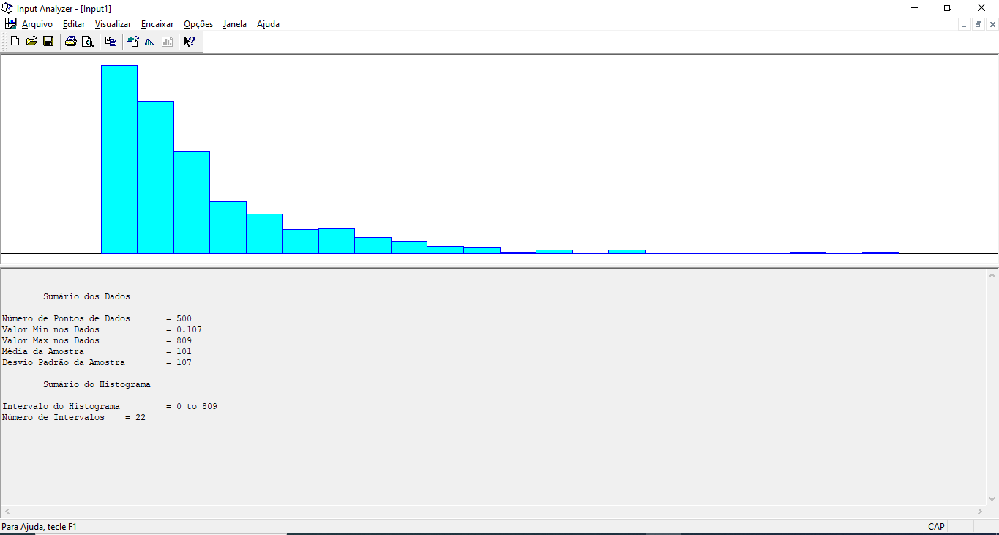 Input Analyzer - [Input1]
Arquivo Editar Visualizar Encaixar Opções Janela Ajuda
Sumário dos Dados
Número de Pontos de Dados = 500
Valor Min nos Dados = 0.107
Valor Max nos Dados = 809
Média da Amostra = 101
Desvio Padrão da Amostra = 107
Sumário do Histograma
Intervalo do Histograma = 0 to 809
Número de Intervalos = 22
Para Ajuda, tecle F1 CAP